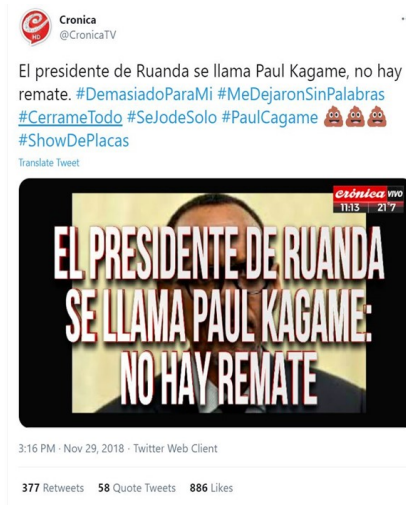 Cronica
@CronicaTV
El presidente de Ruanda se llama Paul Kagame, no hay
remate. #DemasiadoParaMi #MeDejaronSinPalabras
#CerrameTodo #SeJodeSolo #PaulCagame 💩💩💩
#ShowDePlacas
Translate Tweet
crónica VIVO
11:13 21°7
EL PRESIDENTE DE RUANDA
SE LLAMA PAUL KAGAME:
NO HAY REMATE
3:16 PM · Nov 29, 2018 · Twitter Web Client
377 Retweets 58 Quote Tweets 886 Likes